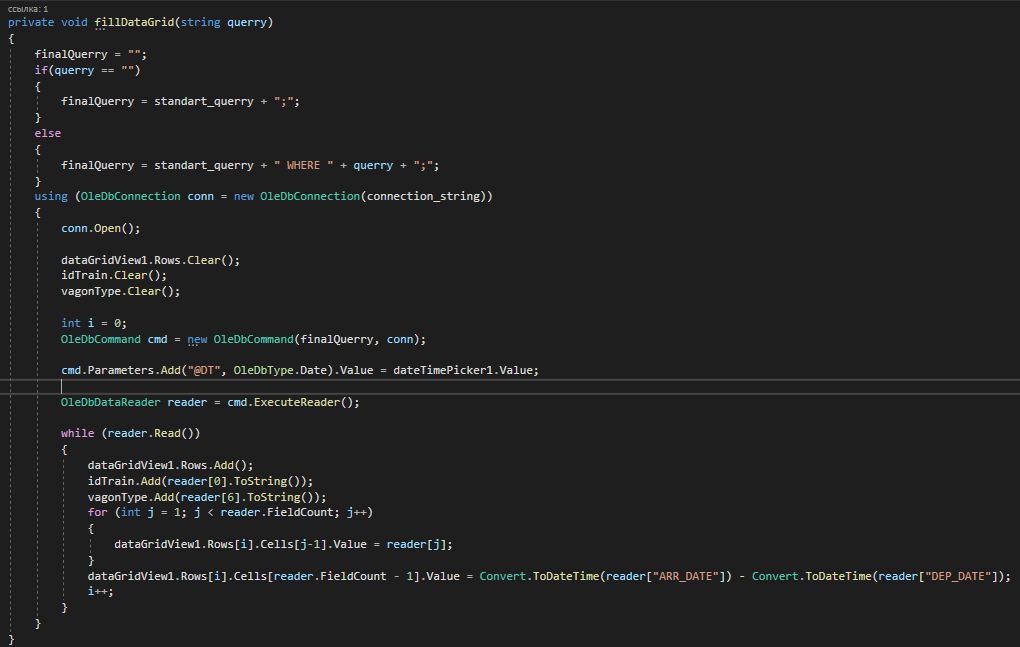 ссылка: 1
private void fillDataGrid(string querry)
{
    finalQuerry = "";
    if(querry == "")
    {
        finalQuerry = standart_querry + ";";
    }
    else
    {
        finalQuerry = standart_querry + " WHERE " + querry + ";";
    }
    using (OleDbConnection conn = new OleDbConnection(connection_string))
    {
        conn.Open();
        dataGridView1.Rows.Clear();
        idTrain.Clear();
        vagonType.Clear();
        int i = 0;
        OleDbCommand cmd = new OleDbCommand(finalQuerry, conn);
        cmd.Parameters.Add("@DT", OleDbType.Date).Value = dateTimePicker1.Value;
        OleDbDataReader reader = cmd.ExecuteReader();
        while (reader.Read())
        {
            dataGridView1.Rows.Add();
            idTrain.Add(reader[0].ToString());
            vagonType.Add(reader[6].ToString());
            for (int j = 1; j < reader.FieldCount; j++)
            {
                dataGridView1.Rows[i].Cells[j-1].Value = reader[j];
            }
            dataGridView1.Rows[i].Cells[reader.FieldCount - 1].Value = Convert.ToDateTime(reader["ARR_DATE"]) - Convert.ToDateTime(reader["DEP_DATE"]);
            i++;
        }
    }
}